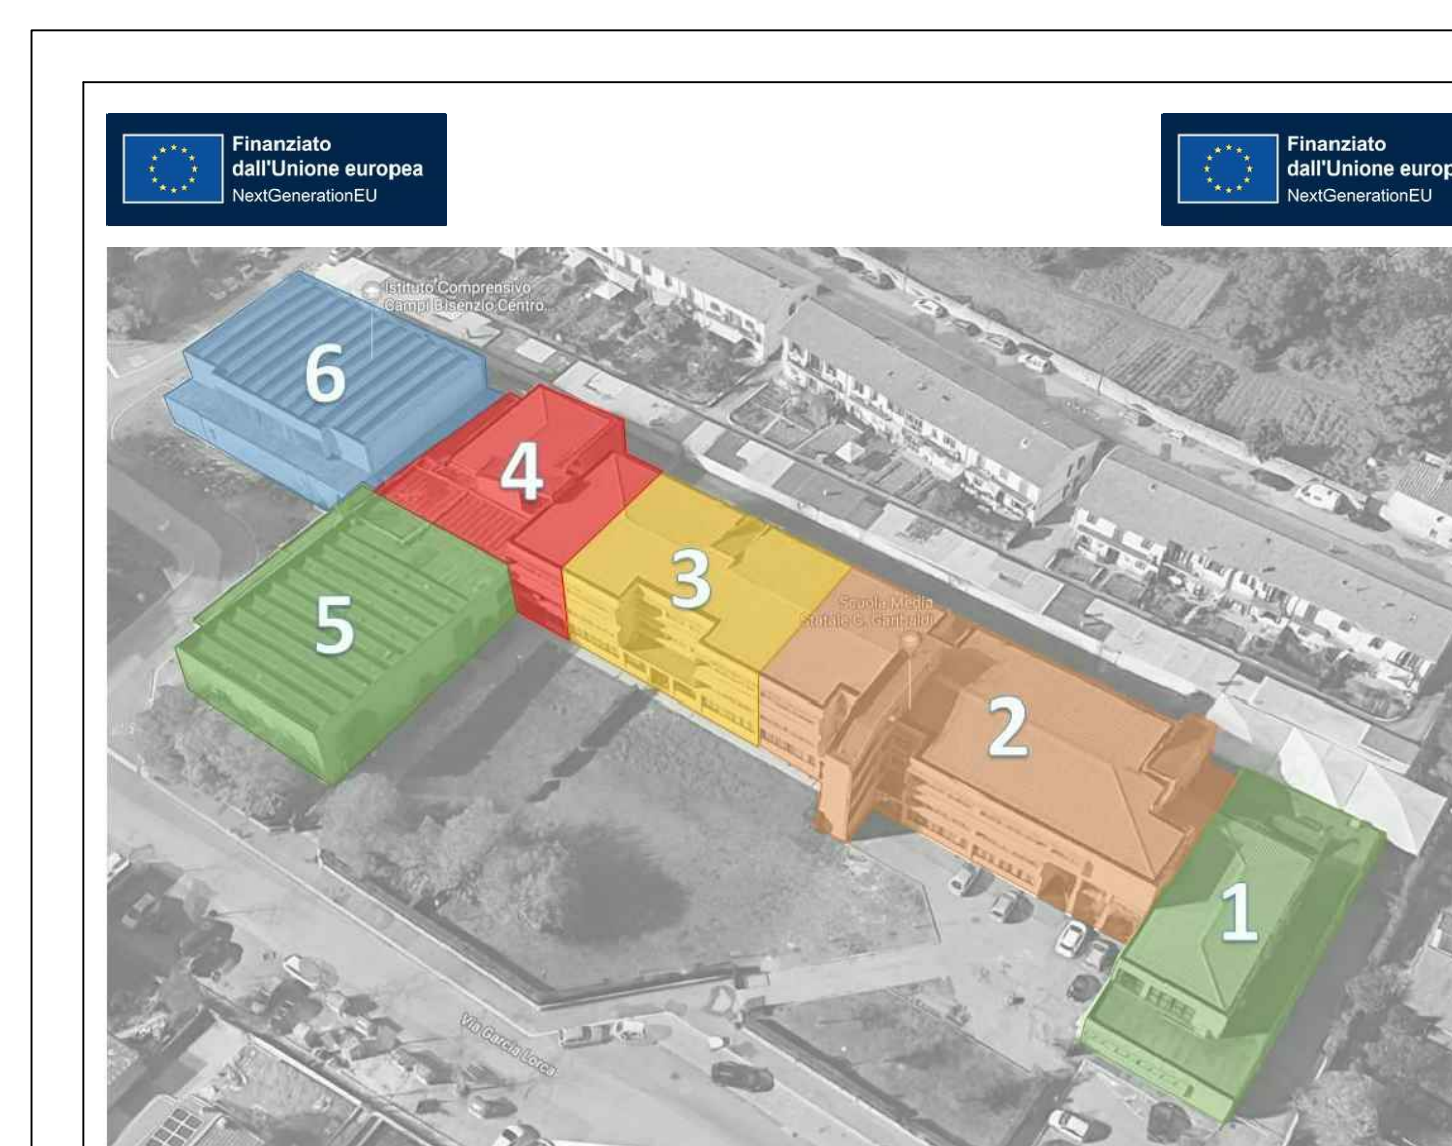 Finanziato
dall'Unione europea
NextGenerationEU
Finanziato
dall'Unione europ
NextGenerationEU
Istituto Comprensivo
Campi Bisenzio Centro
6
4
5
3
Scuola Media
Statale G. Garibaldi
2
1
Via Garcia Lorca